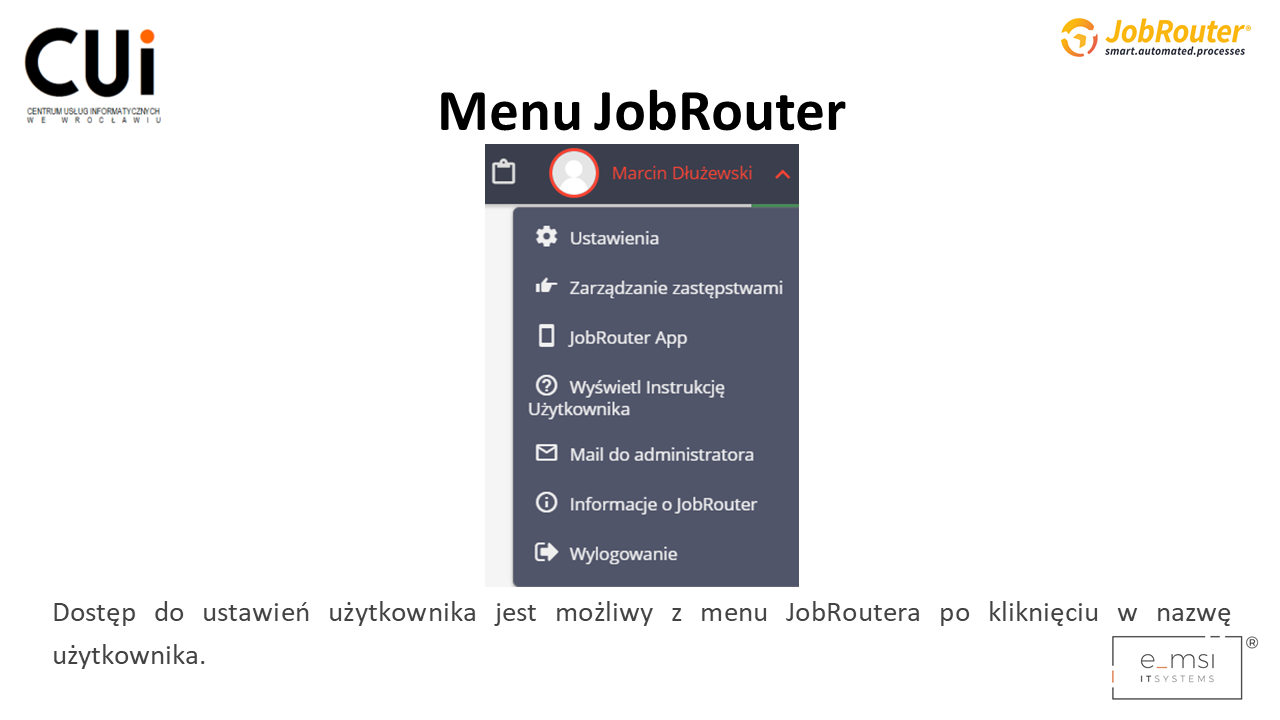 CUi
CENTRUM USŁUG INFORMATYCZNYCH
WE WROCŁAWIU
JobRouter®
smart.automated.processes
Menu JobRouter
Marcin Dłużewski
Ustawienia
Zarządzanie zastępstwami
JobRouter App
Wyświetl Instrukcję
Użytkownika
Mail do administratora
Informacje o JobRouter
Wylogowanie
Dostęp do ustawień użytkownika jest możliwy z menu JobRoutera po kliknięciu w nazwę
użytkownika.
e_msi ®
ITSYSTEMS